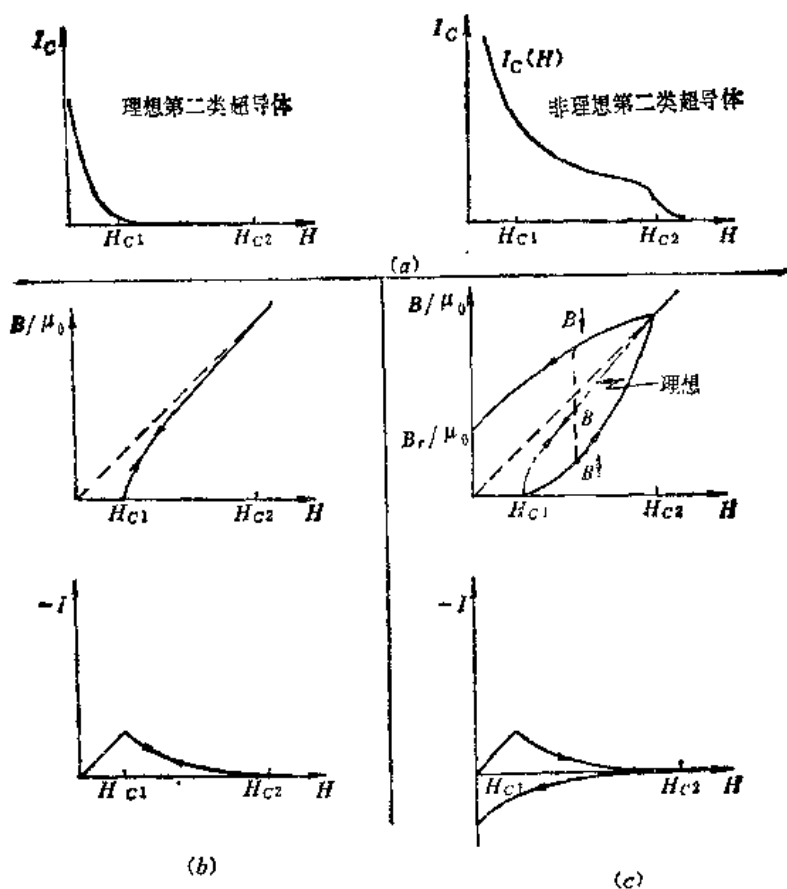 I_C
理想第二类超导体
H_C1
H_C2
H
I_C
I_C(H)
非理想第二类超导体
H_C1
H_C2
H
(a)
B/μ_0
H_C1
H_C2
H
B/μ_0
B
理想
B_r/μ_0
B
B
H_C1
H_C2
H
-I
H_C1
H_C2
H
-I
H_C1
H_C2
H
(b)
(c)